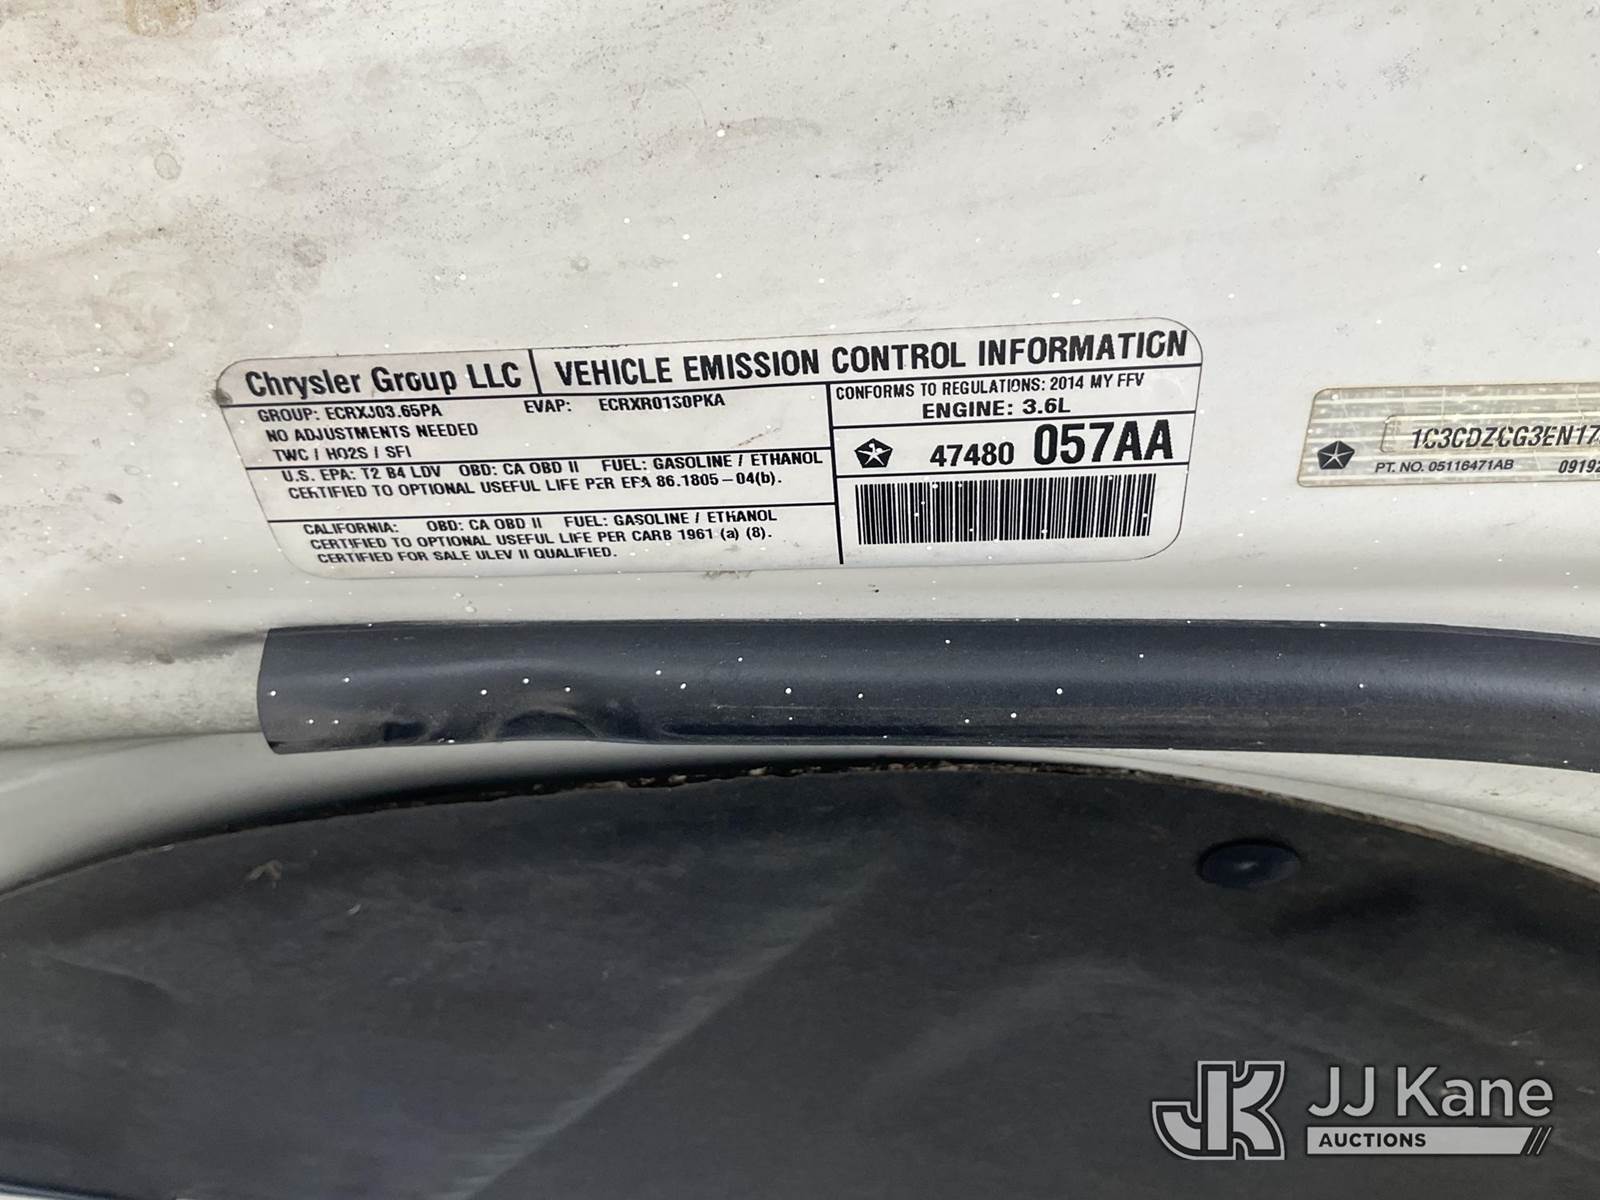 Chrysler Group LLC
VEHICLE EMISSION CONTROL INFORMATION
GROUP: ECRXJ03.65PA EVAP: ECRXR0130PKA
NO ADJUSTMENTS NEEDED
TWC / HO2S / SFI
U.S. EPA: T2 B4 LDV OBD: CA OBD II FUEL: GASOLINE / ETHANOL
CERTIFIED TO OPTIONAL USEFUL LIFE PER EPA 86.1805-04(b).
CALIFORNIA: OBD: CA OBD II FUEL: GASOLINE / ETHANOL
CERTIFIED TO OPTIONAL USEFUL LIFE PER CARB 1961 (a) (8).
CERTIFIED FOR SALE ULEV II QUALIFIED.
CONFORMS TO REGULATIONS: 2014 MY FFV
ENGINE: 3.6L
47480 057AA
1C3CDZCG3EN17
PT. NO. 05116471AB 0919
JJ Kane
AUCTIONS